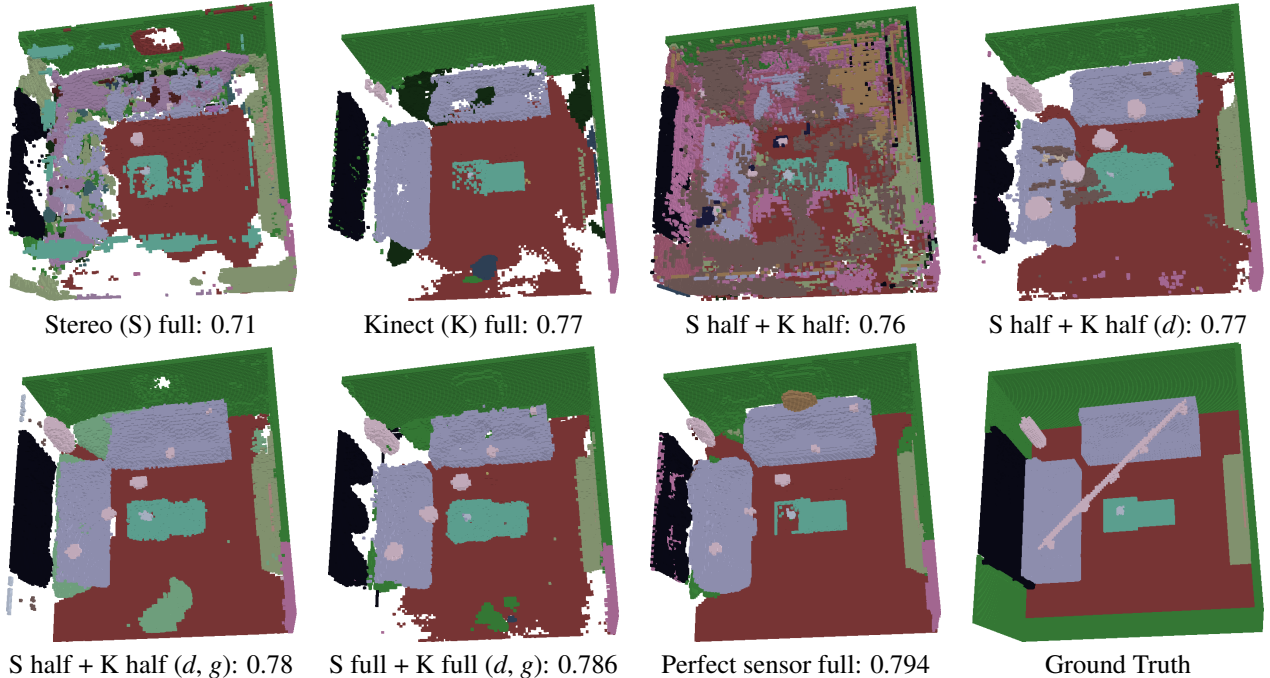 Stereo (S) full: 0.71
Kinect (K) full: 0.77
S half + K half: 0.76
S half + K half (d): 0.77
S half + K half (d, g): 0.78
S full + K full (d, g): 0.786
Perfect sensor full: 0.794
Ground Truth